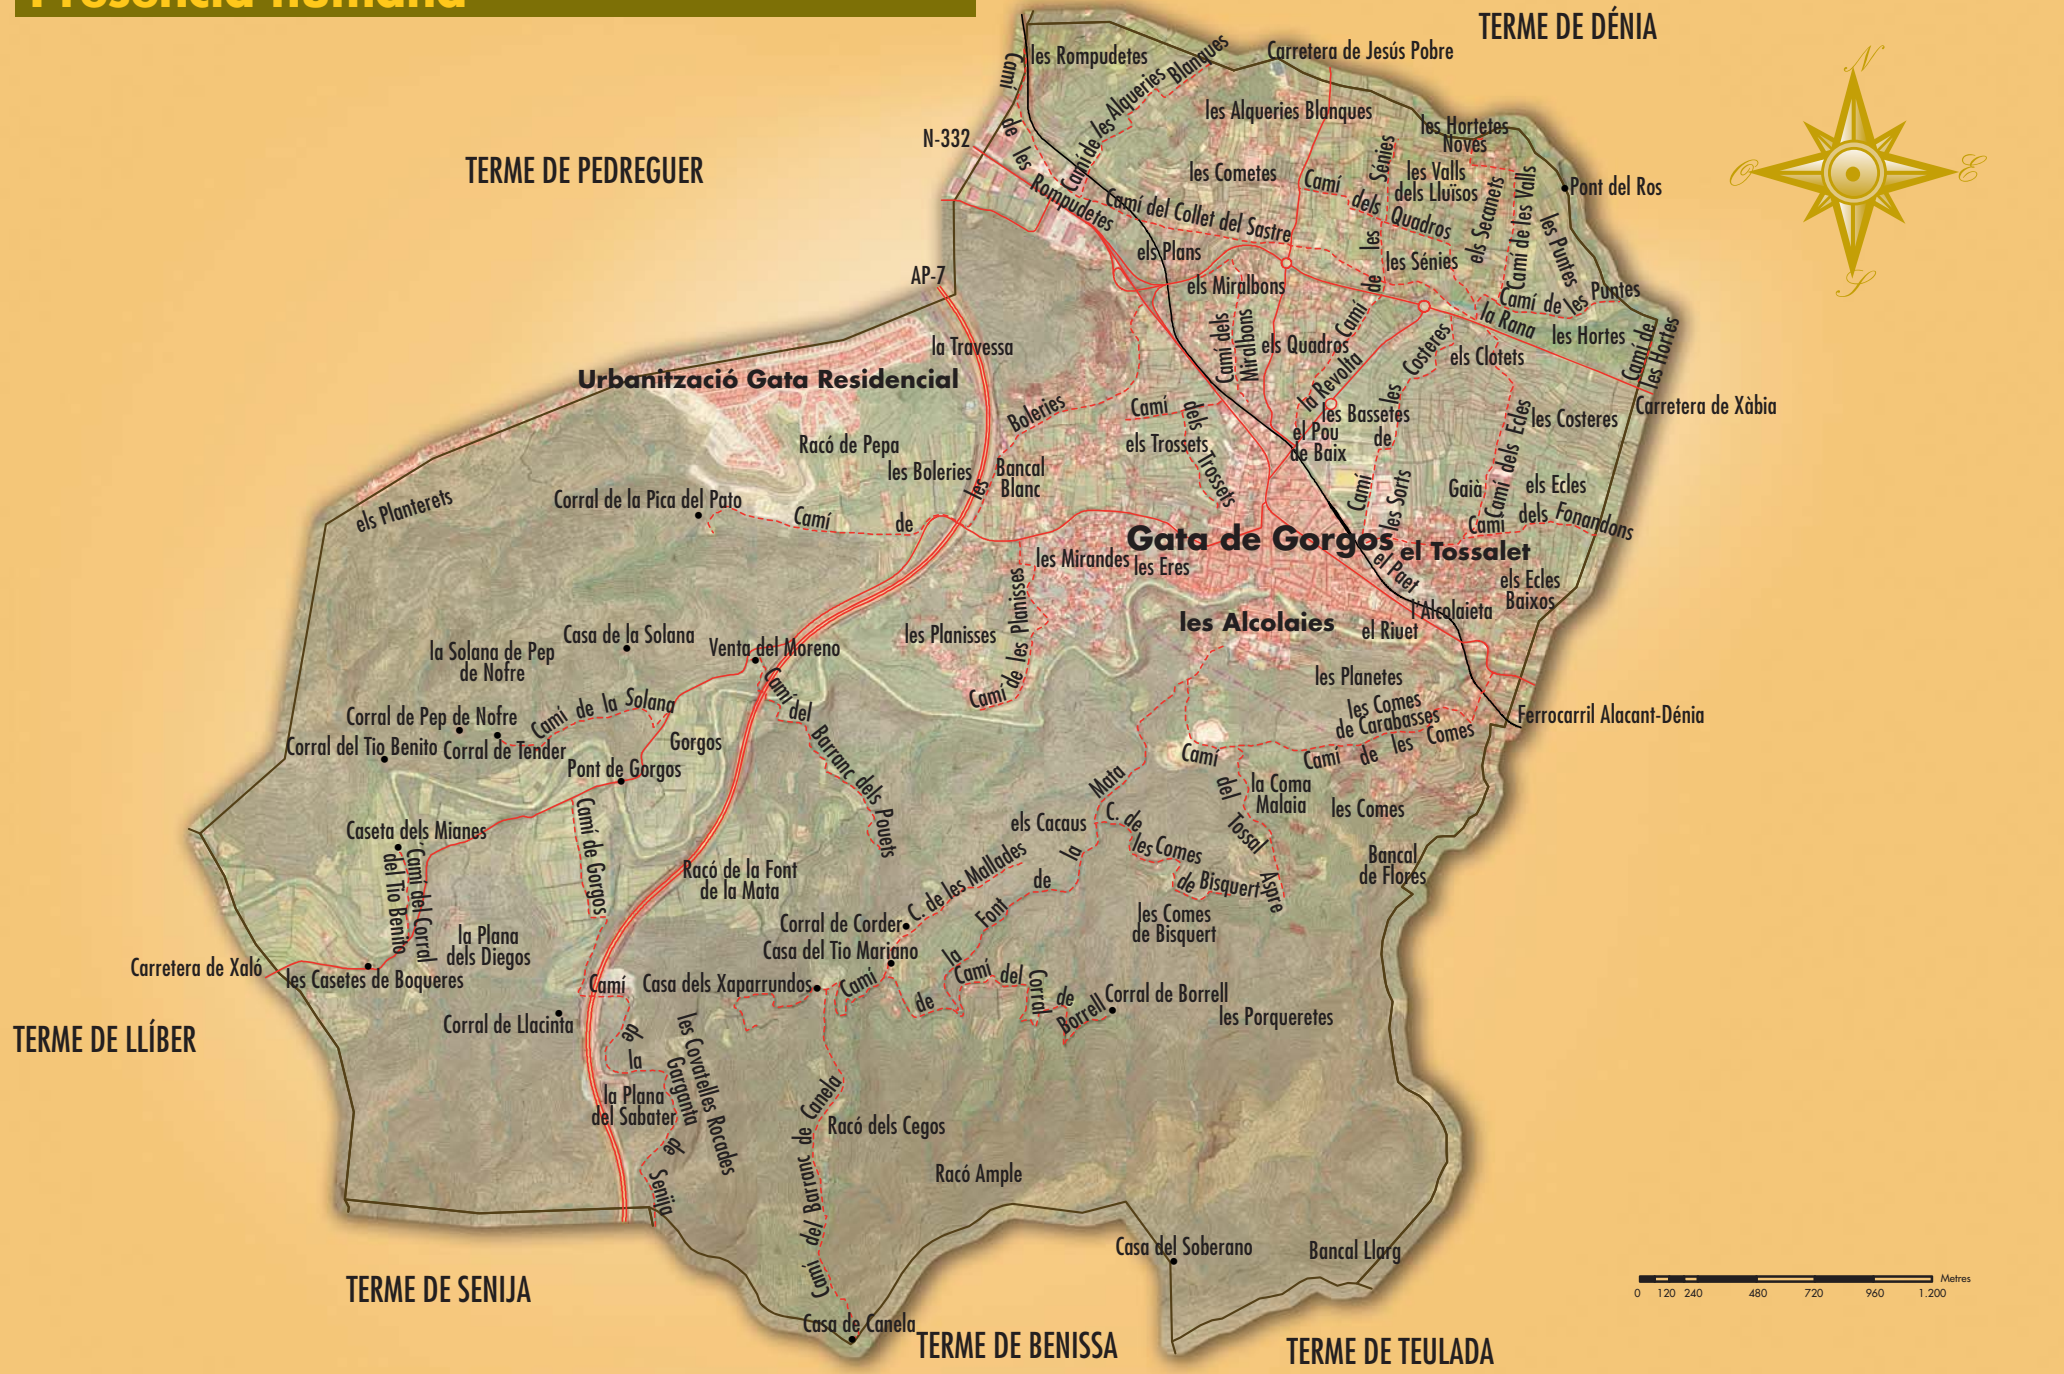 Presència humana
TERME DE DÉNIA
les Rompudetes
Carretera de Jesús Pobre
N
Camí de les Rompudetes
Camí de les Alqueries Blanques
les Alqueries Blanques
N-332
les Hortetes
Noves
TERME DE PEDREGUER
les Cometes
les Valls
dels Lluïsos
Pont del Ros
O
E
Camí dels Quadros
Camí de les Sénies
els Secanets
Camí de les Valls
les Puntes
Camí del Collet del Sastre
els Plans
les Sénies
AP-7
els Miralbons
S
Camí de les Puntes
la Rana
les Hortes
Camí de
les Hortes
Camí dels
Miralbons
els Quadros
la Revolta
Camí de les Costeres
els Clotets
la Travessa
Urbanització Gata Residencial
Camí de les Boleries
Camí dels Trossets
les Bassetes
Carretera de Xàbia
les Costeres
Racó de Pepa
els Trossets
el Pou
de Baix
les Boleries
Bancal
Blanc
Camí dels Ecles
Gaià
els Ecles
els Planterets
Corral de la Pica del Pato
les Sorts
Camí dels Fonandons
Gata de Gorgos
el Tossalet
les Mirandes
les Eres
el Paet
els Ecles
Baixos
l'Alcolaieta
Camí de les Planisses
les Planisses
les Alcolaies
el Riuet
Casa de la Solana
la Solana de Pep
de Nofre
Venta del Moreno
les Planetes
Camí del Barranc dels Pouets
Camí de la Solana
Corral de Pep de Nofre
les Comes
de Carabasses
Ferrocarril Alacant-Dénia
Corral del Tio Benito
Corral de Tender
Gorgos
Camí de les Comes
Pont de Gorgos
Camí del Tossal Aspre
la Coma
Malaia
les Comes
Camí de Gorgos
Caseta dels Mianes
els Cacaus
C. de les Comes de Bisquert
Camí del Corral
del Tio Benito
Racó de la Font
de la Mata
C. de les Mallades
Bancal
de Flores
Camí de la Font de la Mata
Corral de Corder
les Comes
de Bisquert
la Plana
dels Diegos
Casa del Tio Mariano
Carretera de Xaló
les Casetes de Boqueres
Casa dels Xaparrundos
Camí del Corral de Borrell
Corral de Borrell
Corral de Llacinta
les Porqueretes
TERME DE LLÍBER
Camí de la Garganta de Senija
les Covatelles Rocades
la Plana
del Sabater
Camí del Barranc de Canela
Racó dels Cegos
Racó Ample
Casa del Soberano
Bancal Llarg
TERME DE SENIJA
Metres
0 120 240 480 720 960 1.200
Casa de Canela
TERME DE BENISSA
TERME DE TEULADA